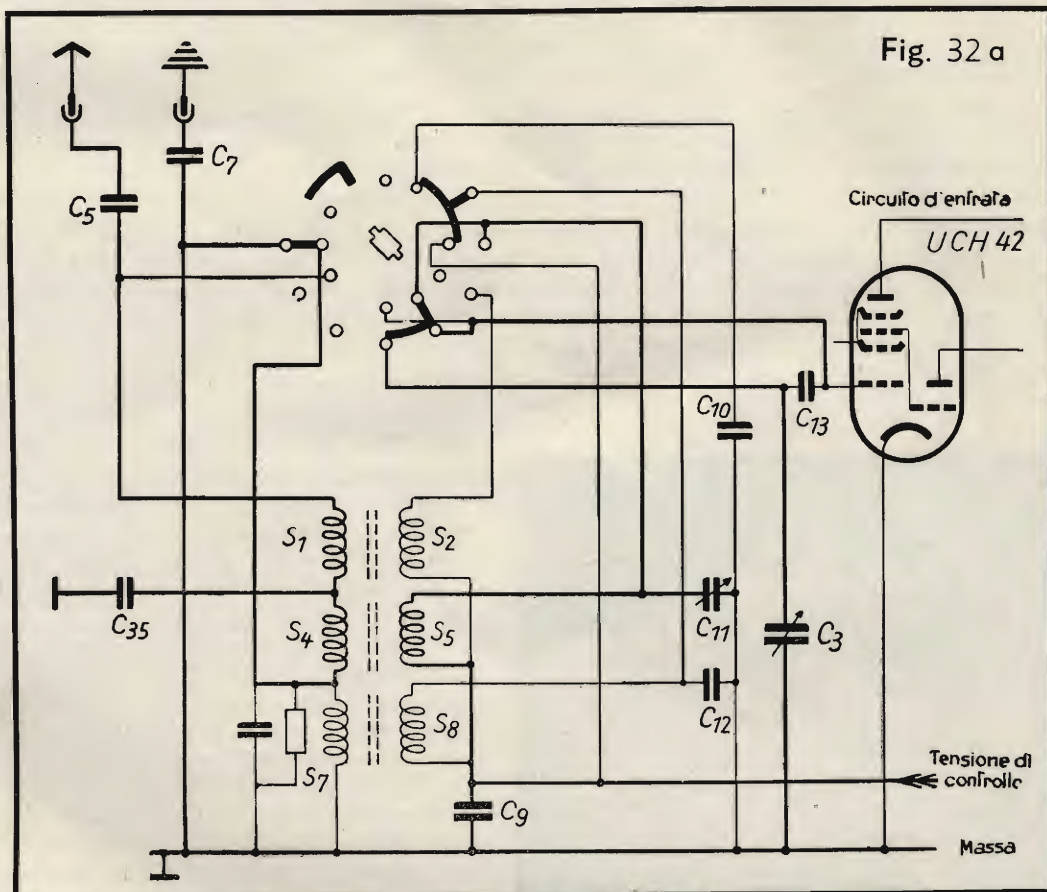 Fig. 32 a
C7
C5
Circuito d'entrata
UCH 42
C10
C13
S1
S2
C35
S4
S5
C11
C3
S8
C12
S7
C9
Tensione di
controllo
Massa